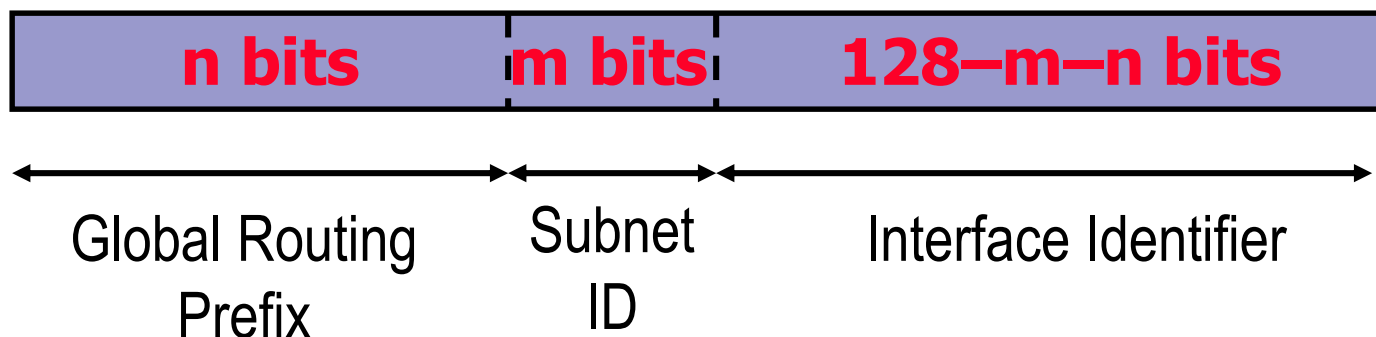 n bits m bits 128–m–n bits
Global Routing
Prefix
Subnet
ID
Interface Identifier